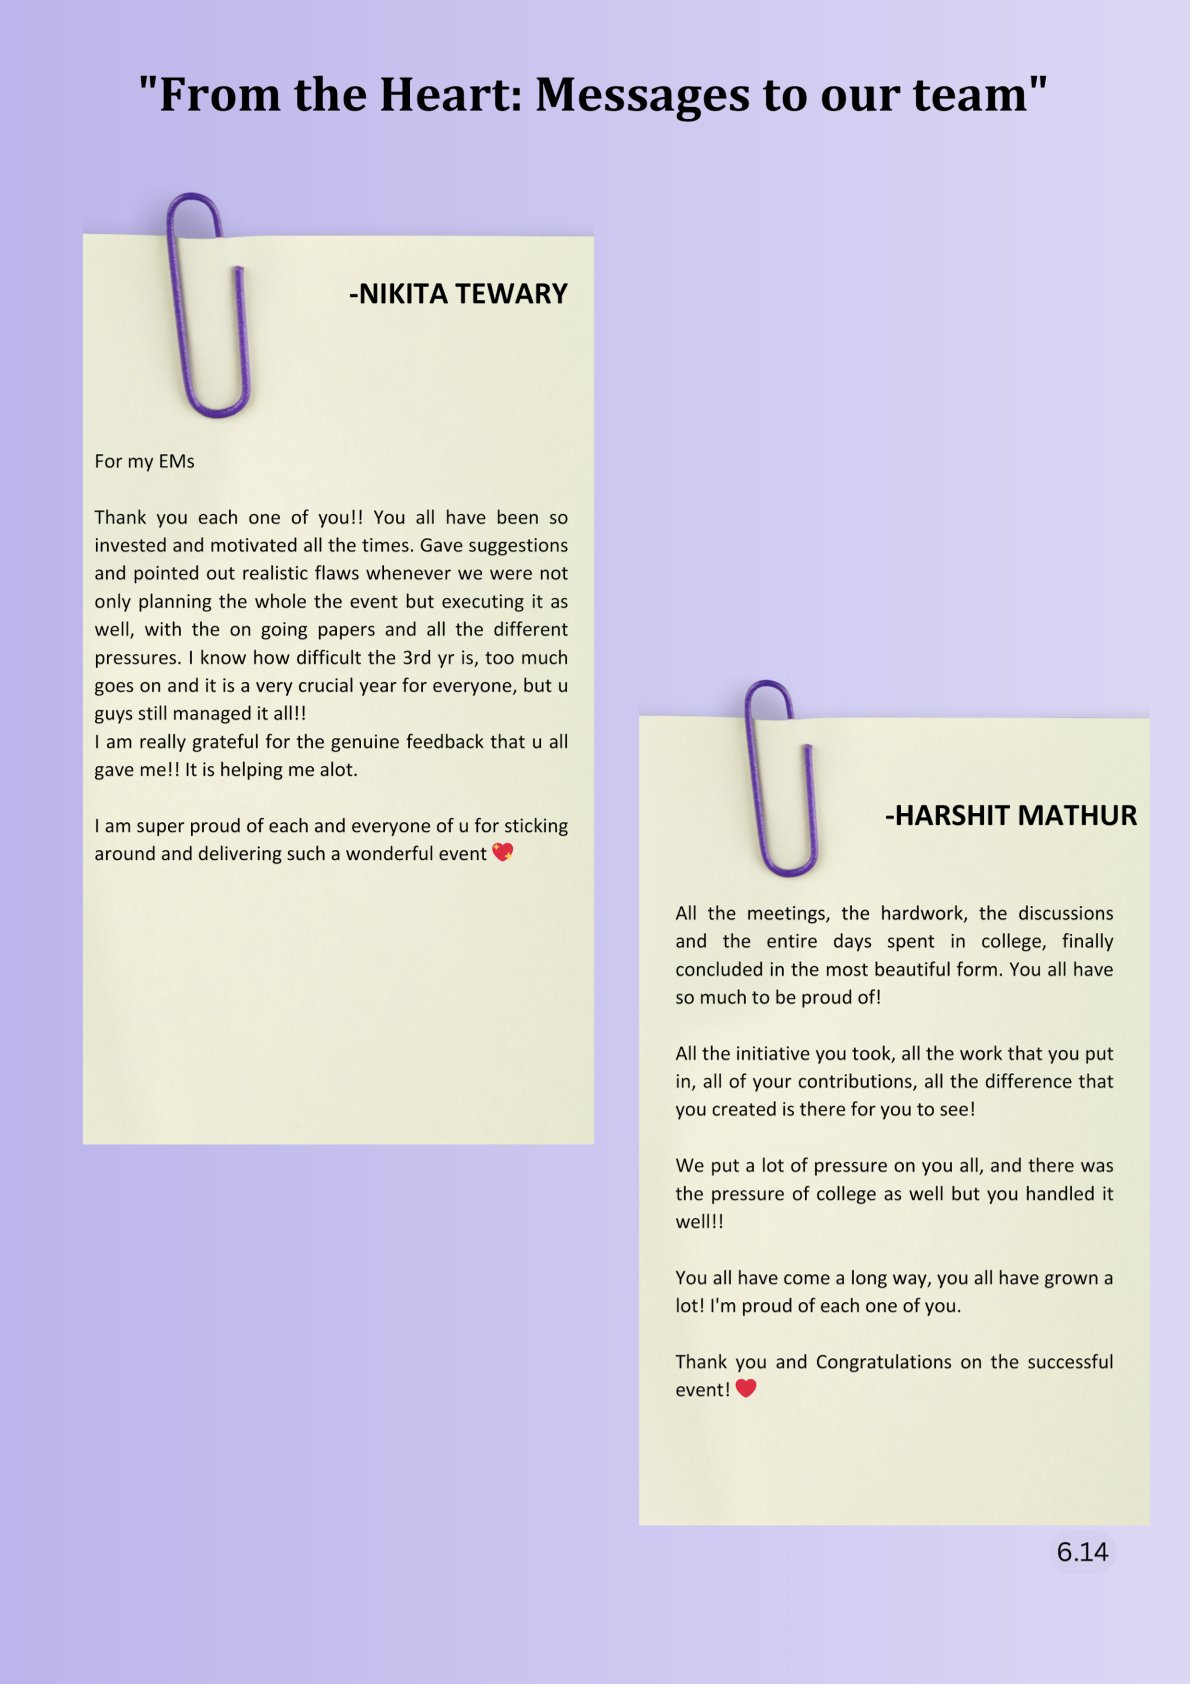 "From the Heart: Messages to our team"
-NIKITA TEWARY
For my EMs
Thank you each one of you!! You all have been so
invested and motivated all the times. Gave suggestions
and pointed out realistic flaws whenever we were not
only planning the whole the event but executing it as
well, with the on going papers and all the different
pressures. I know how difficult the 3rd yr is, too much
goes on and it is a very crucial year for everyone, but u
guys still managed it all!!
I am really grateful for the genuine feedback that u all
gave me!! It is helping me alot.
I am super proud of each and everyone of u for sticking
around and delivering such a wonderful event 💖
-HARSHIT MATHUR
All the meetings, the hardwork, the discussions
and the entire days spent in college, finally
concluded in the most beautiful form. You all have
so much to be proud of!
All the initiative you took, all the work that you put
in, all of your contributions, all the difference that
you created is there for you to see!
We put a lot of pressure on you all, and there was
the pressure of college as well but you handled it
well!!
You all have come a long way, you all have grown a
lot! I'm proud of each one of you.
Thank you and Congratulations on the successful
event! ❤️
6.14